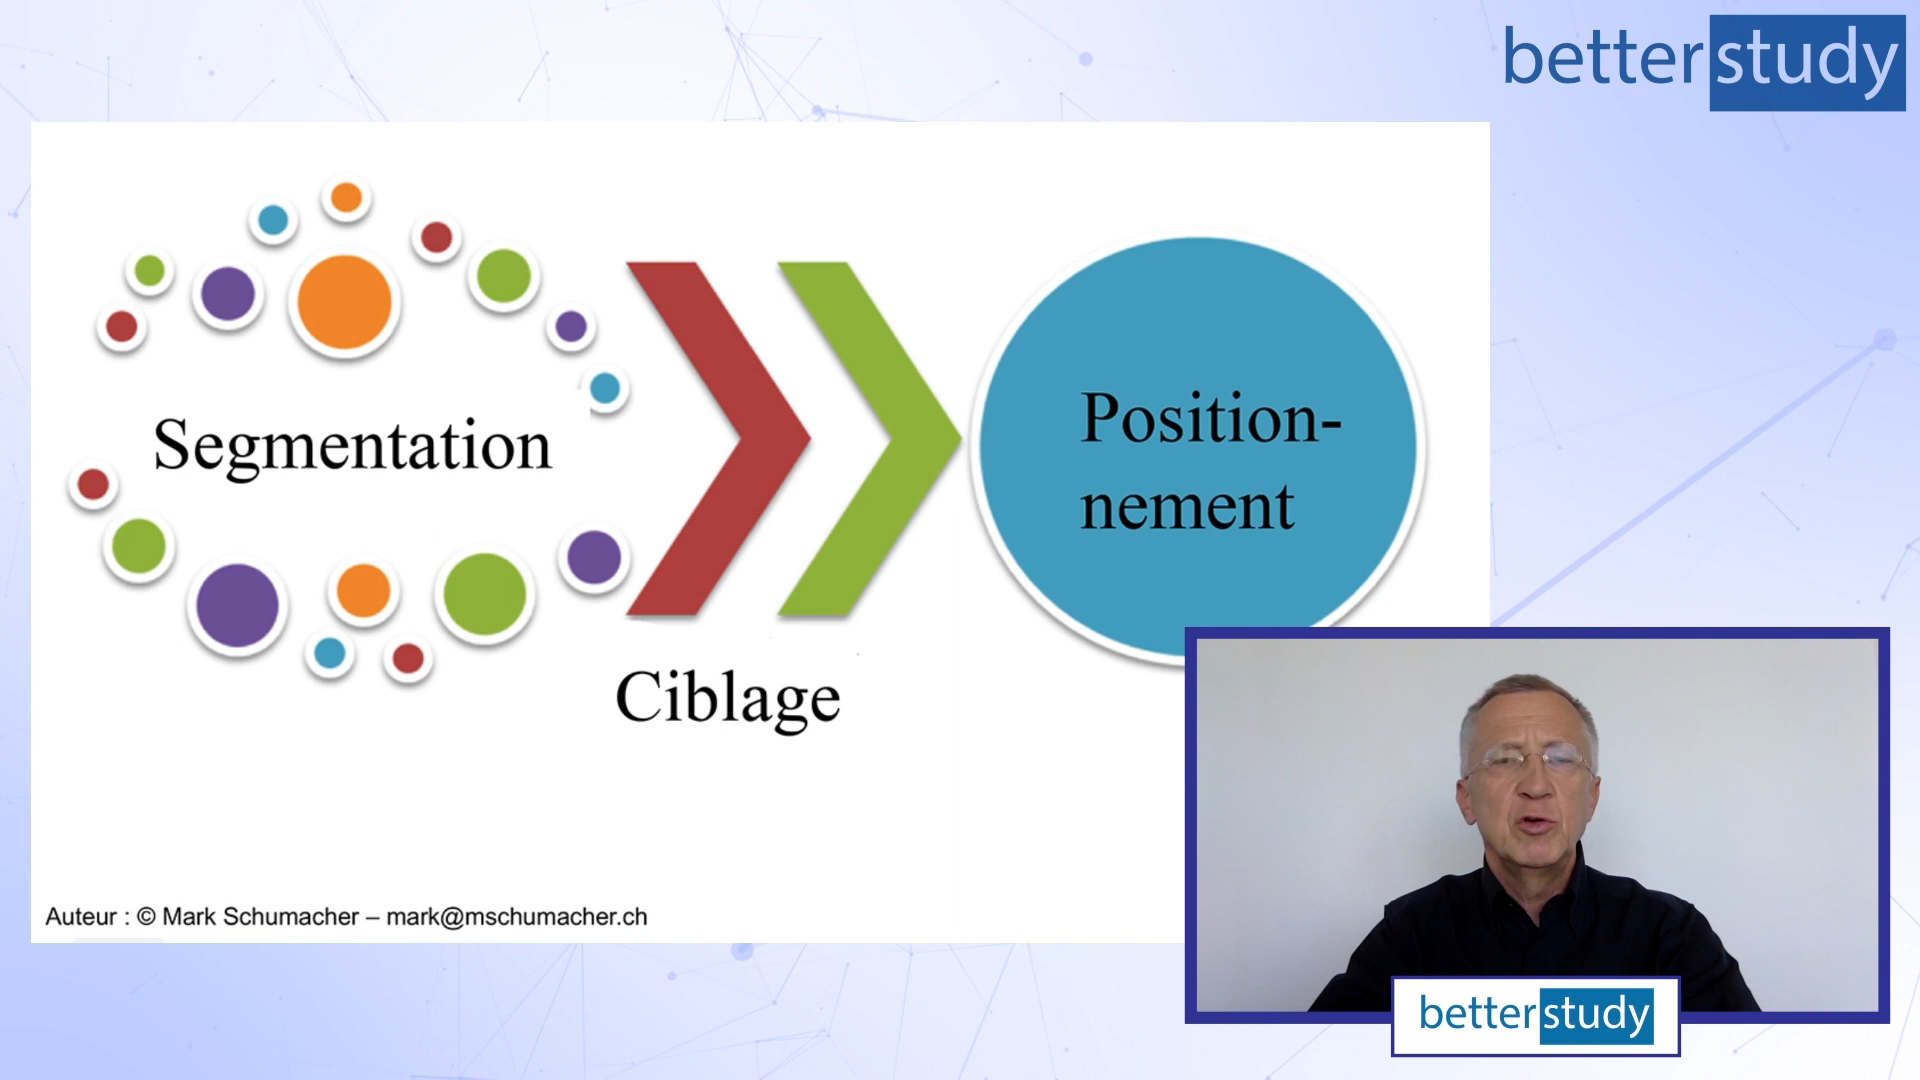 betterstudy
Segmentation
Position-
nement
Ciblage
Auteur : © Mark Schumacher – mark@mschumacher.ch
betterstudy